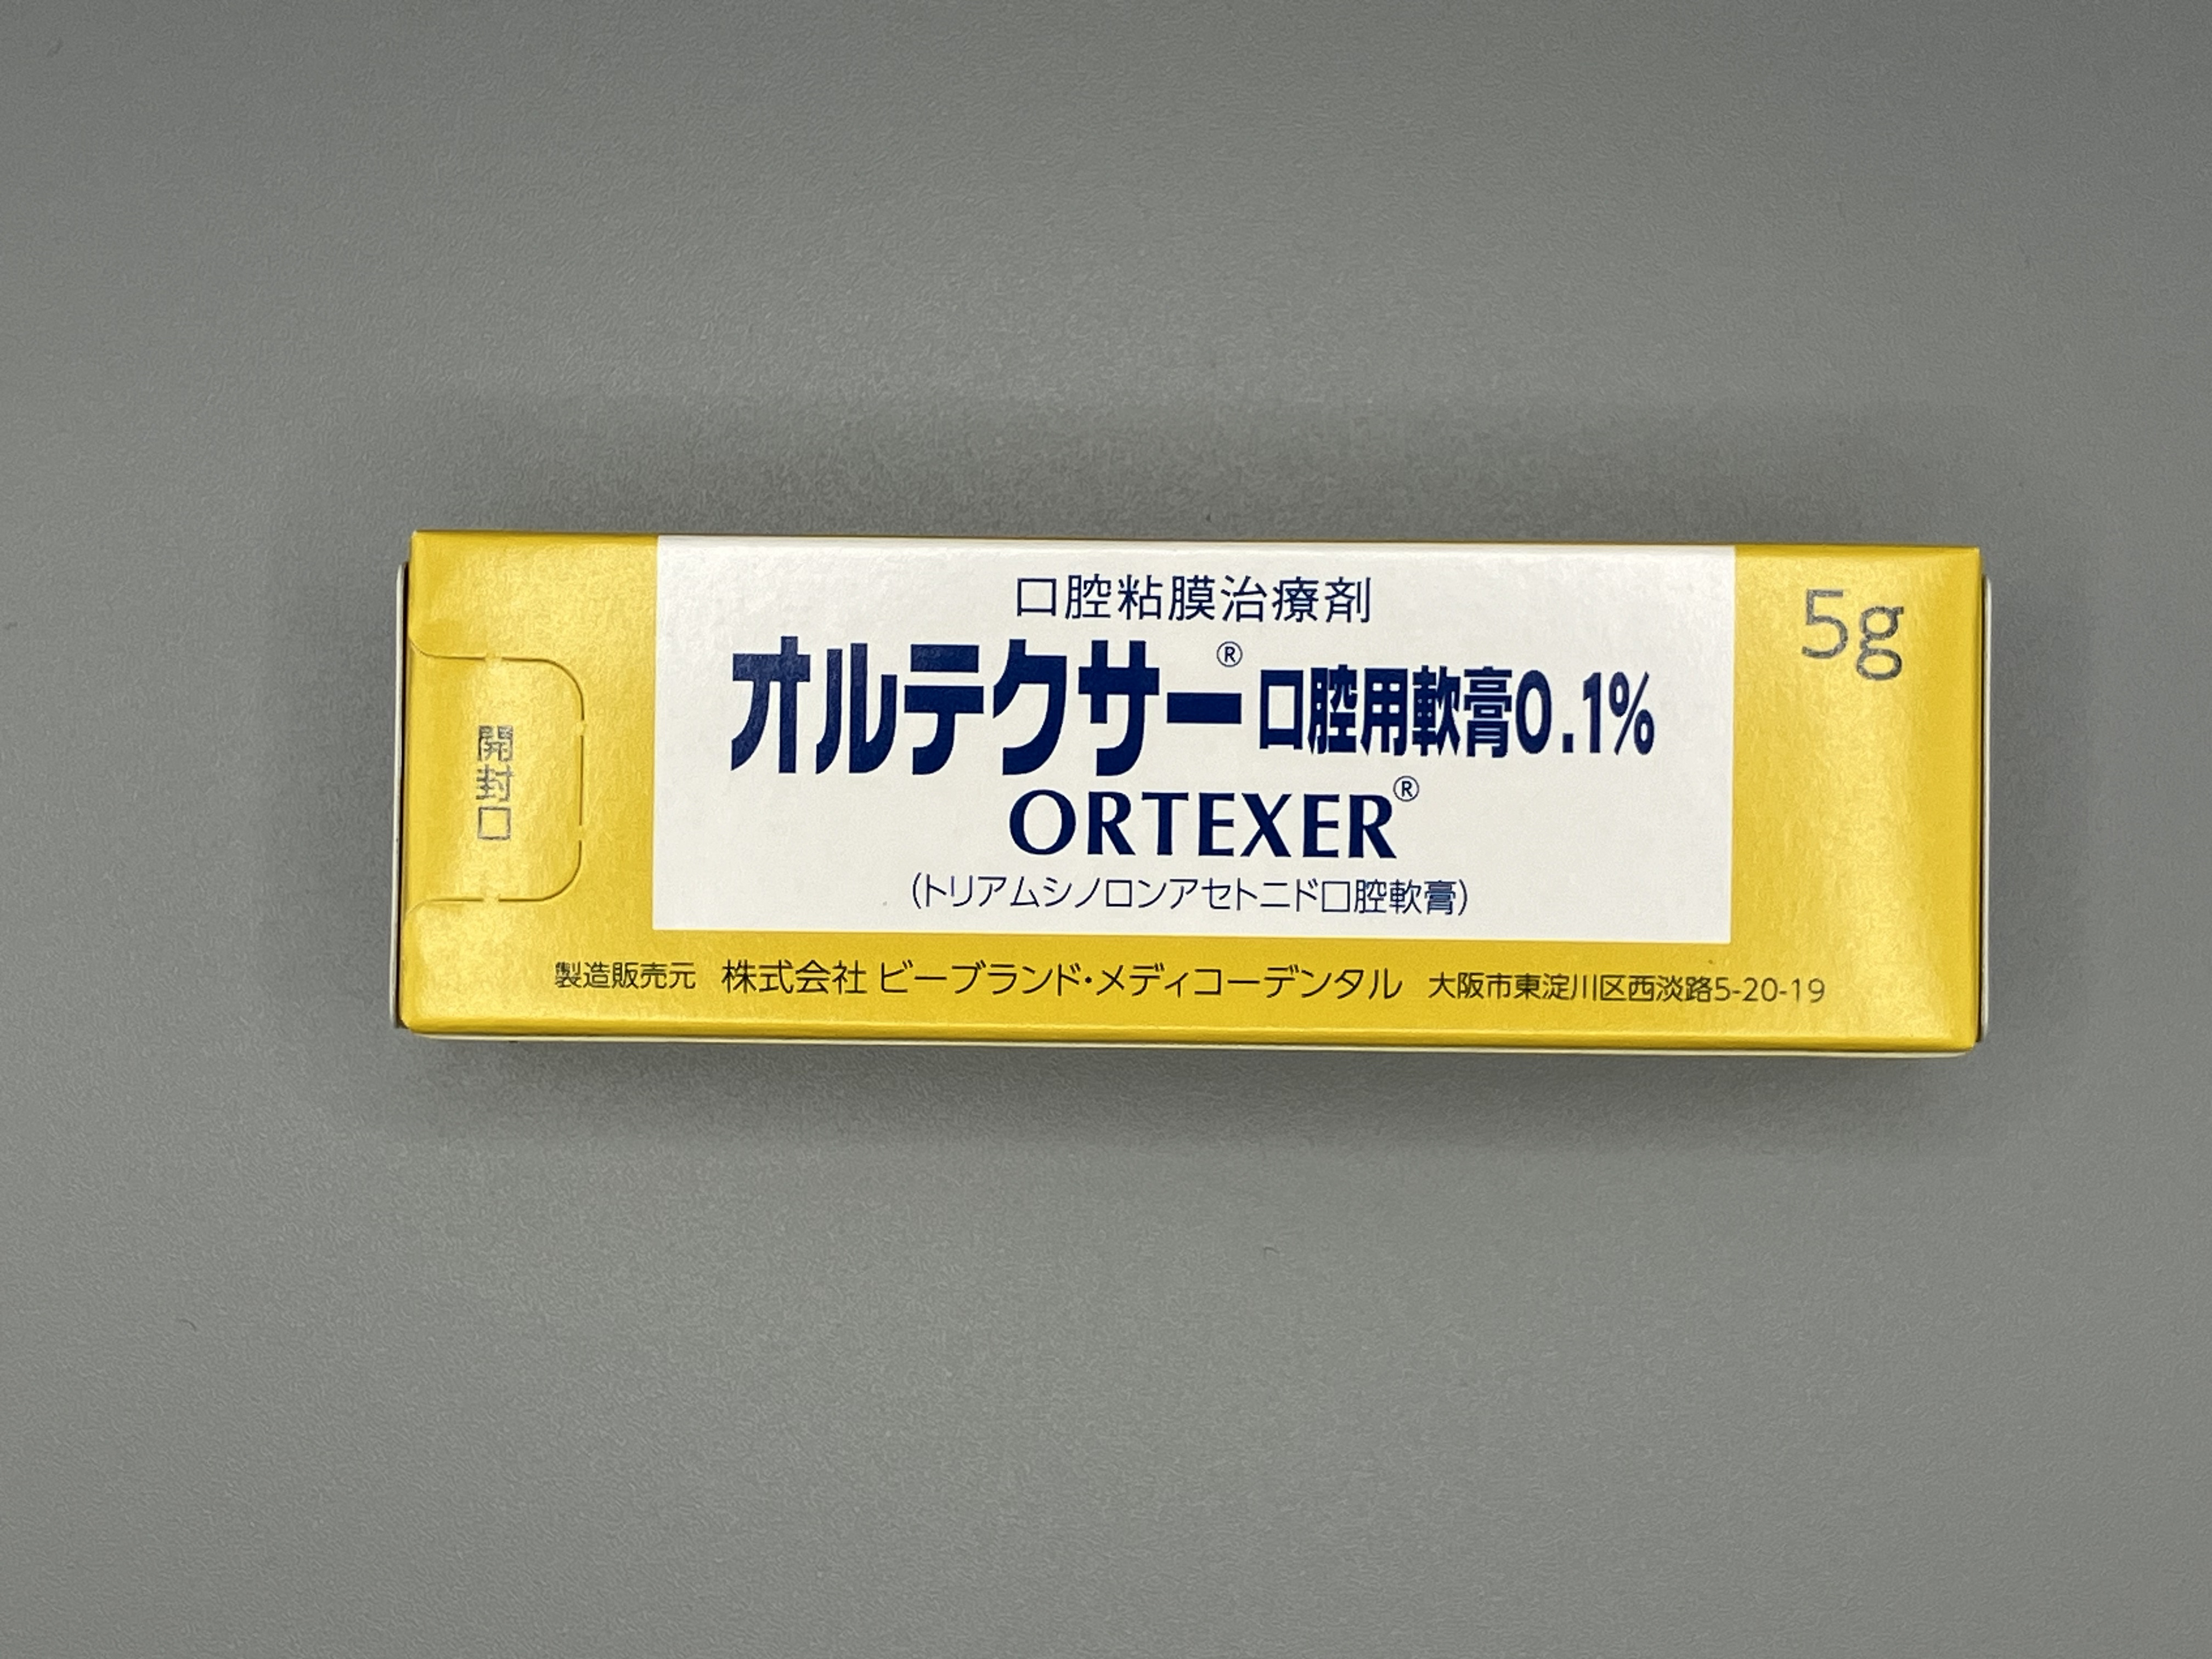 口腔粘膜治療剤
オルテクサー®口腔用軟膏0.1%
ORTEXER®
(トリアムシノロンアセトニド口腔軟膏)
5g
開封口
製造販売元 株式会社 ビーブランド・メディコーデンタル 大阪市東淀川区西淡路5-20-19